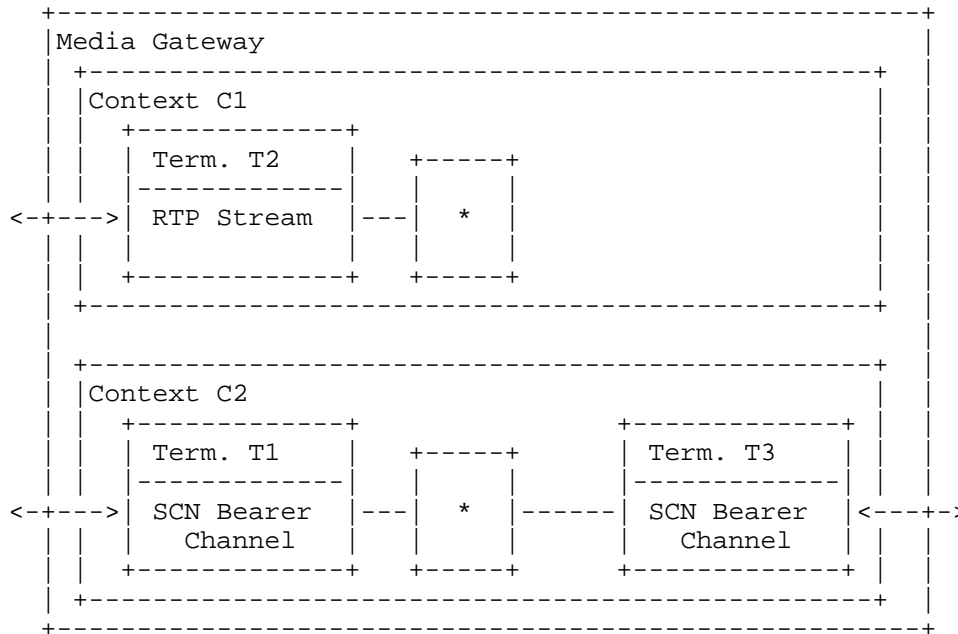 Media Gateway
Context C1
Term. T2
RTP Stream
*
Context C2
Term. T1
Term. T3
SCN Bearer
*
SCN Bearer
Channel
Channel